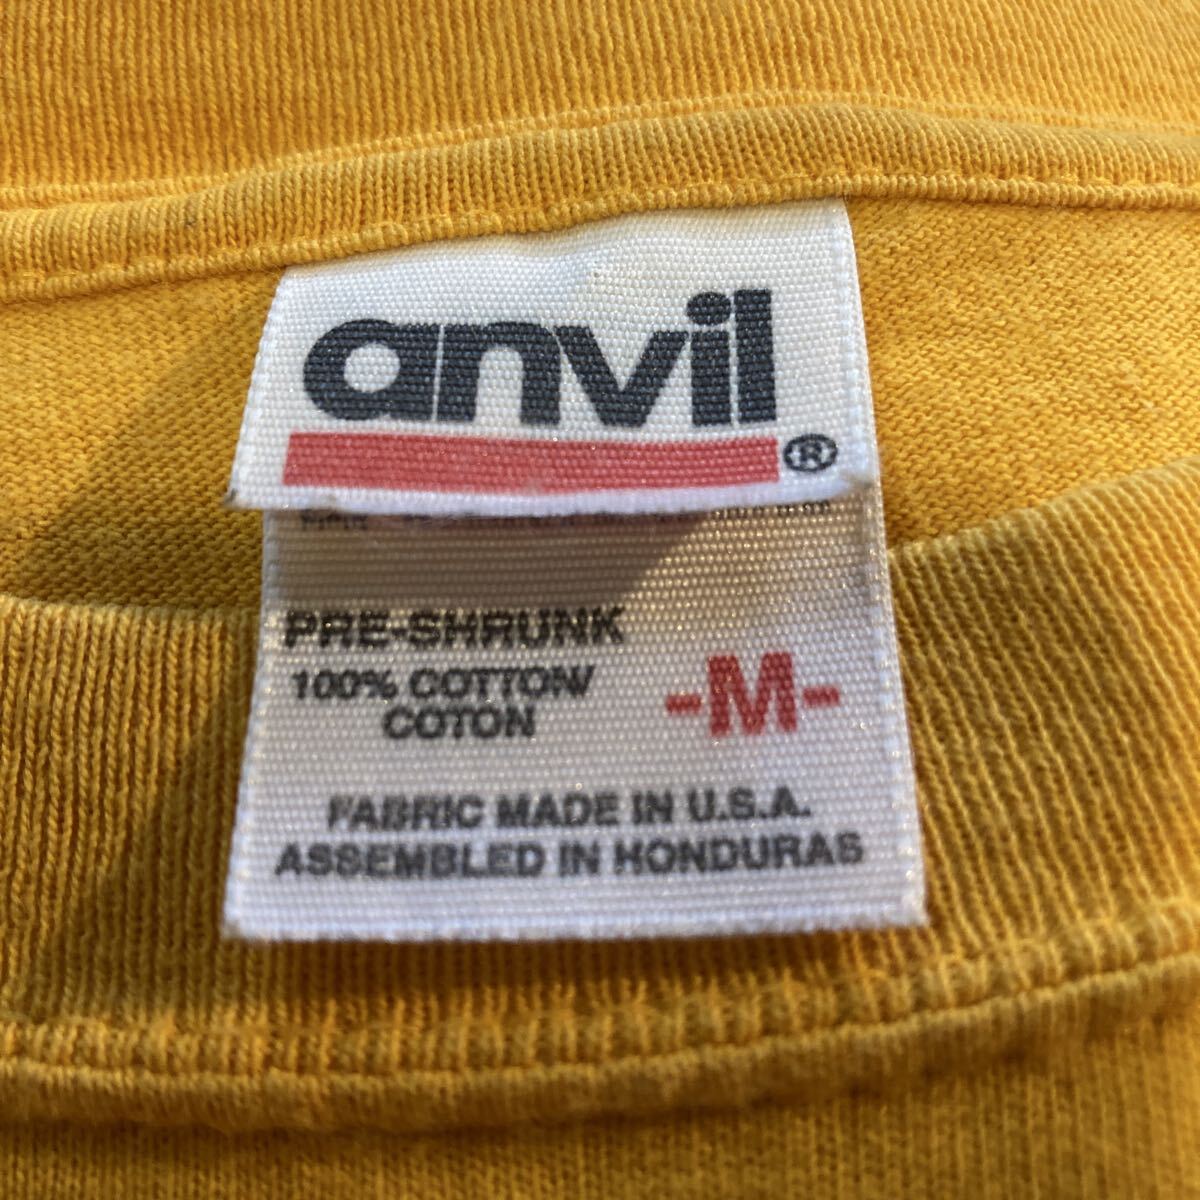 anvil ®
PRE-SHRUNK
100% COTTON/
COTON
-M-
FABRIC MADE IN U.S.A.
ASSEMBLED IN HONDURAS